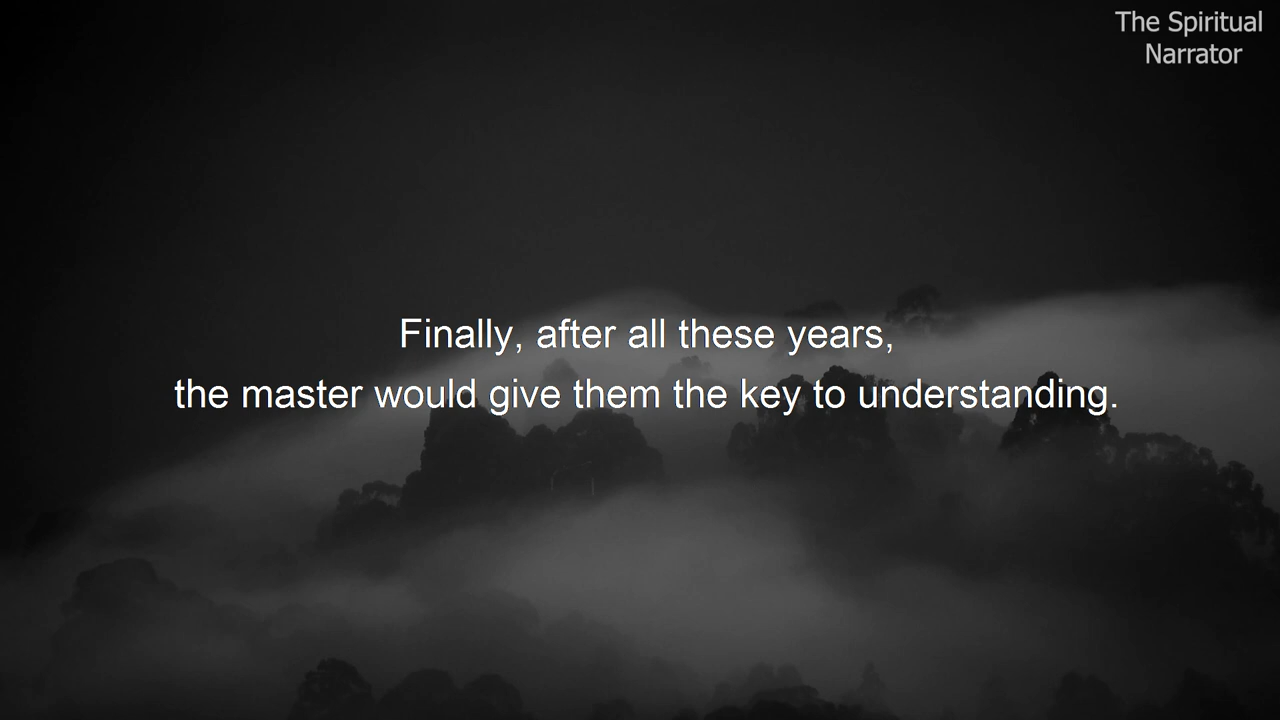 The Spiritual
Narrator
Finally, after all these years,
the master would give them the key to understanding.